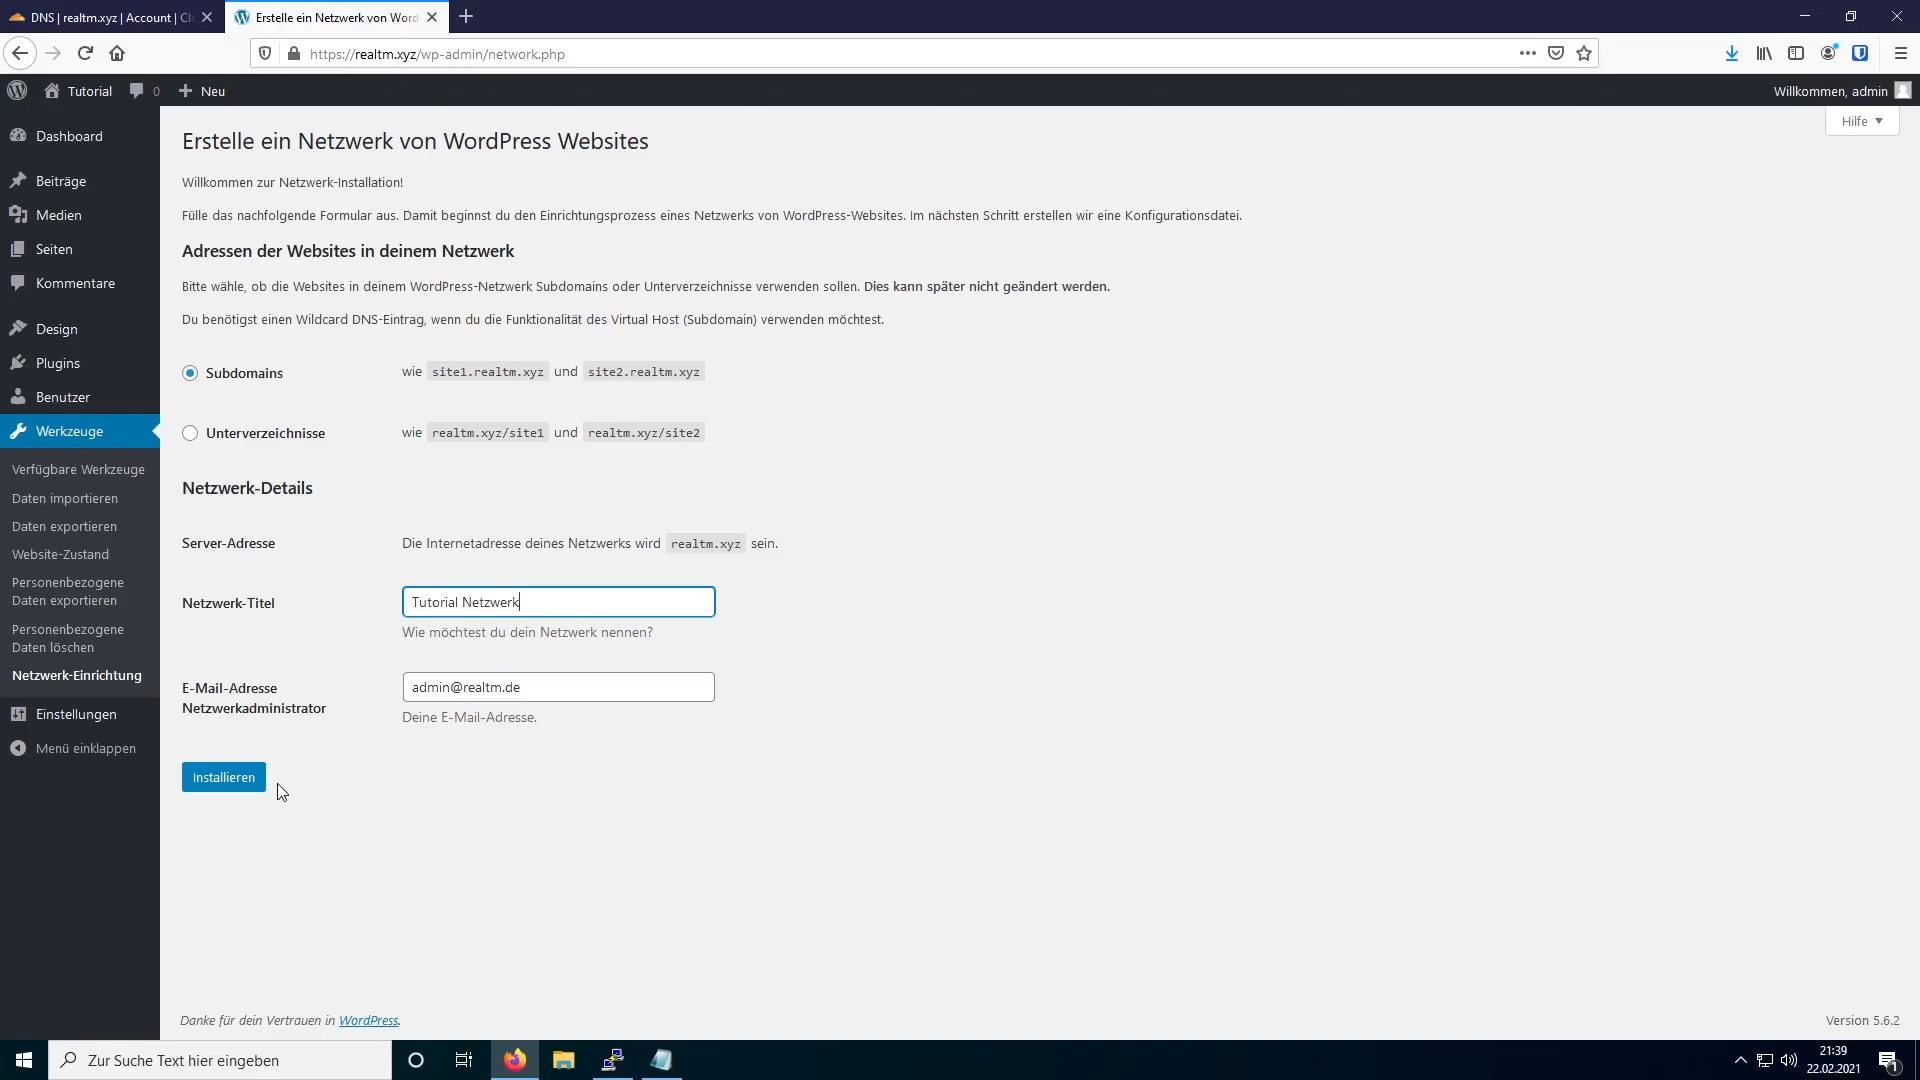 DNS | realtm.xyz | Account | Cl
Erstelle ein Netzwerk von Word
https://realtm.xyz/wp-admin/network.php
Tutorial
0
Neu
Willkommen, admin
Hilfe
Dashboard
Beiträge
Medien
Seiten
Kommentare
Design
Plugins
Benutzer
Werkzeuge
Verfügbare Werkzeuge
Daten importieren
Daten exportieren
Website-Zustand
Personenbezogene
Daten exportieren
Personenbezogene
Daten löschen
Netzwerk-Einrichtung
Einstellungen
Menü einklappen
Erstelle ein Netzwerk von WordPress Websites
Willkommen zur Netzwerk-Installation!
Fülle das nachfolgende Formular aus. Damit beginnst du den Einrichtungsprozess eines Netzwerks von WordPress-Websites. Im nächsten Schritt erstellen wir eine Konfigurationsdatei.
Adressen der Websites in deinem Netzwerk
Bitte wähle, ob die Websites in deinem WordPress-Netzwerk Subdomains oder Unterverzeichnisse verwenden sollen. Dies kann später nicht geändert werden.
Du benötigst einen Wildcard DNS-Eintrag, wenn du die Funktionalität des Virtual Host (Subdomain) verwenden möchtest.
Subdomains wie site1.realtm.xyz und site2.realtm.xyz
Unterverzeichnisse wie realtm.xyz/site1 und realtm.xyz/site2
Netzwerk-Details
Server-Adresse Die Internetadresse deines Netzwerks wird realtm.xyz sein.
Netzwerk-Titel Tutorial Netzwerk
Wie möchtest du dein Netzwerk nennen?
E-Mail-Adresse
Netzwerkadministrator
admin@realtm.de
Deine E-Mail-Adresse.
Installieren
Danke für dein Vertrauen in WordPress.
Version 5.6.2
Zur Suche Text hier eingeben
21:39
22.02.2021
1